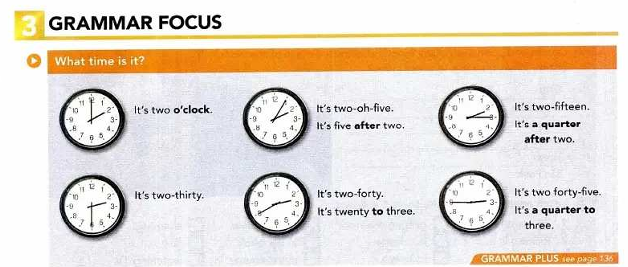 3 GRAMMAR FOCUS
What time is it?
It's two o'clock.
It's two-oh-five.
It's five after two.
It's two-fifteen.
It's a quarter
after two.
It's two-thirty.
It's two-forty.
It's twenty to three.
It's two forty-five.
It's a quarter to
three.
GRAMMAR PLUS see page 136